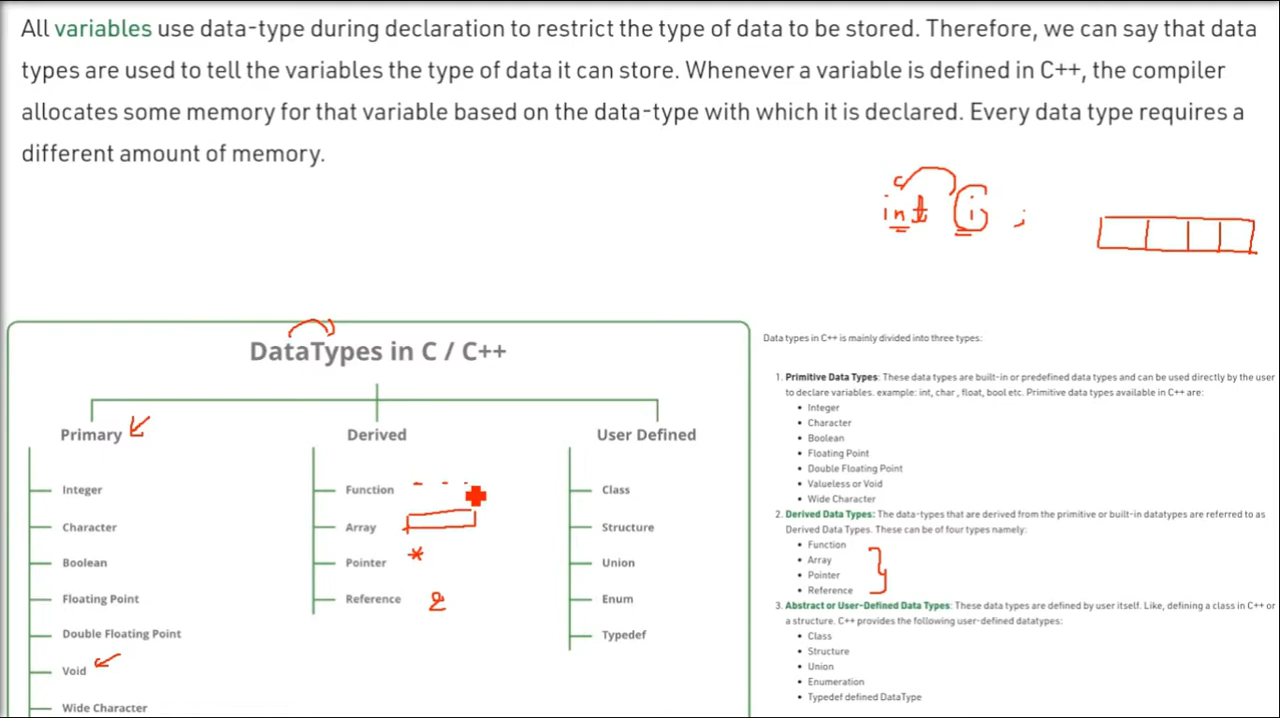 All variables use data-type during declaration to restrict the type of data to be stored. Therefore, we can say that data
types are used to tell the variables the type of data it can store. Whenever a variable is defined in C++, the compiler
allocates some memory for that variable based on the data-type with which it is declared. Every data type requires a
different amount of memory.
int i ;
DataTypes in C / C++
Primary
Integer
Character
Boolean
Floating Point
Double Floating Point
Void
Wide Character
Derived
Function
Array
Pointer *
Reference &
User Defined
Class
Structure
Union
Enum
Typedef
Data types in C++ is mainly divided into three types:
1. Primitive Data Types: These data types are built-in or predefined data types and can be used directly by the user
to declare variables. example: int, char , float, bool etc. Primitive data types available in C++ are:
• Integer
• Character
• Boolean
• Floating Point
• Double Floating Point
• Valueless or Void
• Wide Character
2. Derived Data Types: The data-types that are derived from the primitive or built-in datatypes are referred to as
Derived Data Types. These can be of four types namely:
• Function
• Array
• Pointer
• Reference
3. Abstract or User-Defined Data Types: These data types are defined by user itself. Like, defining a class in C++ or
a structure. C++ provides the following user-defined datatypes:
• Class
• Structure
• Union
• Enumeration
• Typedef defined DataType